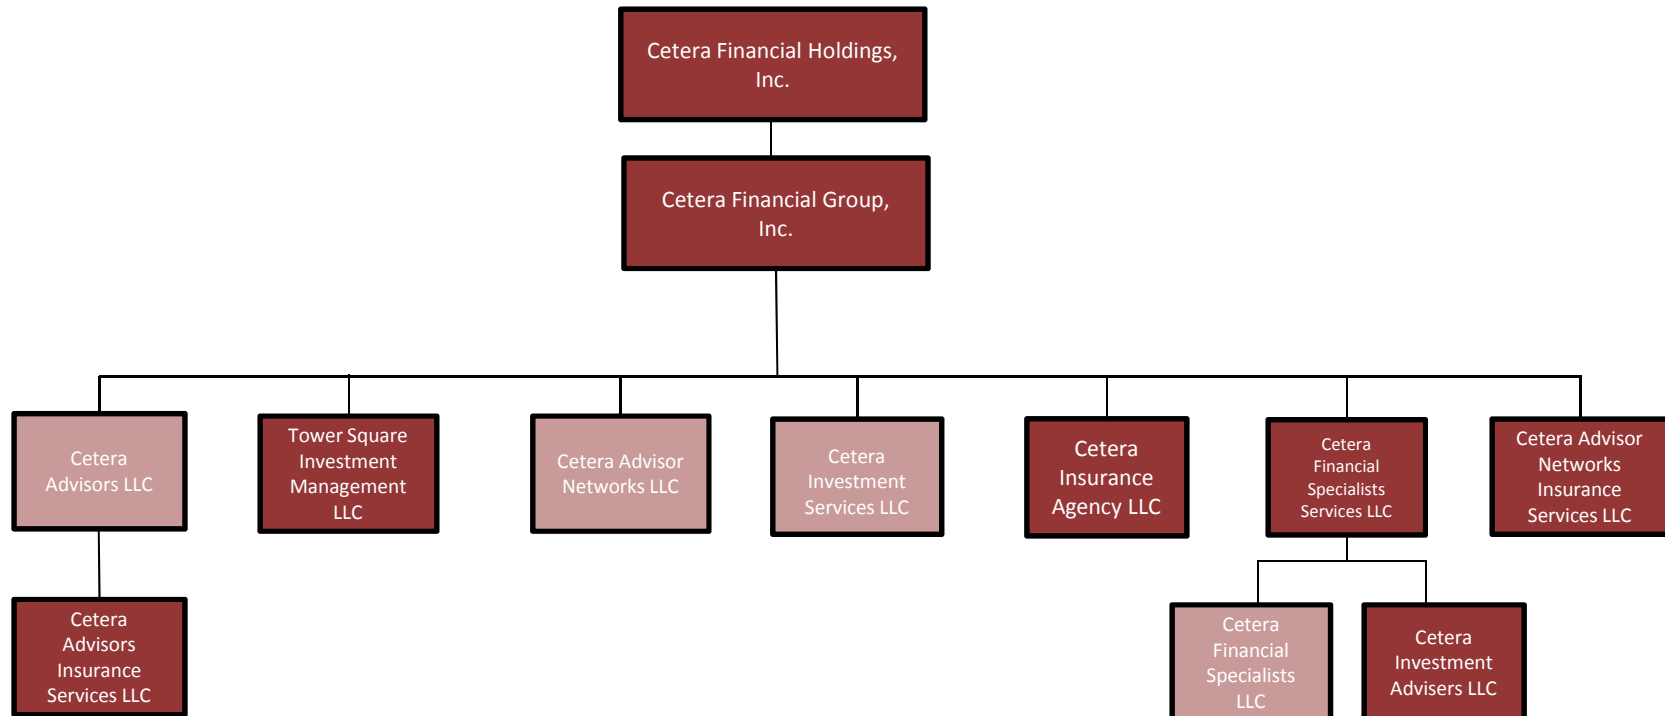 Cetera Financial Holdings,
Inc.
Cetera Financial Group,
Inc.
Cetera
Advisors LLC
Tower Square
Investment
Management
LLC
Cetera Advisor
Networks LLC
Cetera
Investment
Services LLC
Cetera
Insurance
Agency LLC
Cetera
Financial
Specialists
Services LLC
Cetera Advisor
Networks
Insurance
Services LLC
Cetera
Advisors
Insurance
Services LLC
Cetera
Financial
Specialists
LLC
Cetera
Investment
Advisers LLC